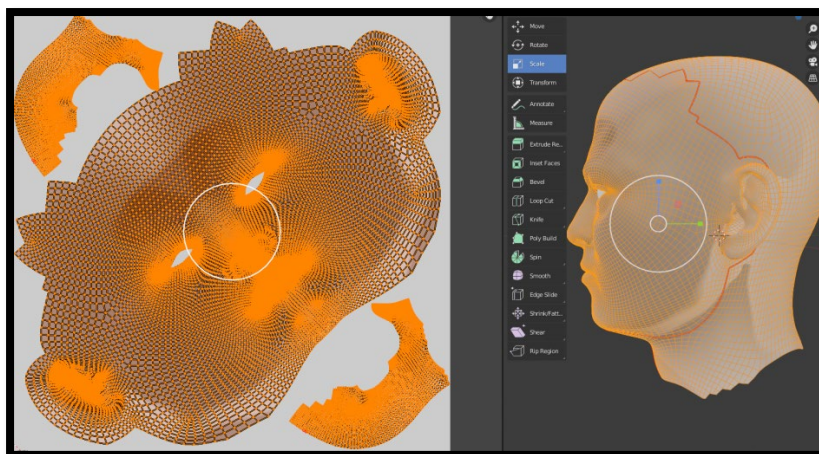 Move
Rotate
Scale
Transform
Annotate
Measure
Extrude Re..
Inset Faces
Bevel
Loop Cut
Knife
Poly Build
Spin
Smooth
Edge Slide
Shrink/Fatt..
Shear
Rip Region